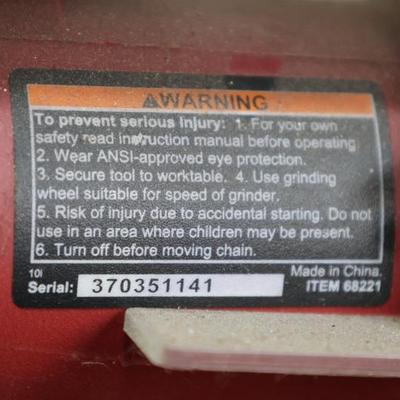 ⚠WARNING
To prevent serious injury: 1. For your own
safety read instruction manual before operating
2. Wear ANSI-approved eye protection.
3. Secure tool to worktable. 4. Use grinding
wheel suitable for speed of grinder.
5. Risk of injury due to accidental starting. Do not
use in an area where children may be present.
6. Turn off before moving chain.
10i Made in China.
Serial: 370351141 ITEM 68221